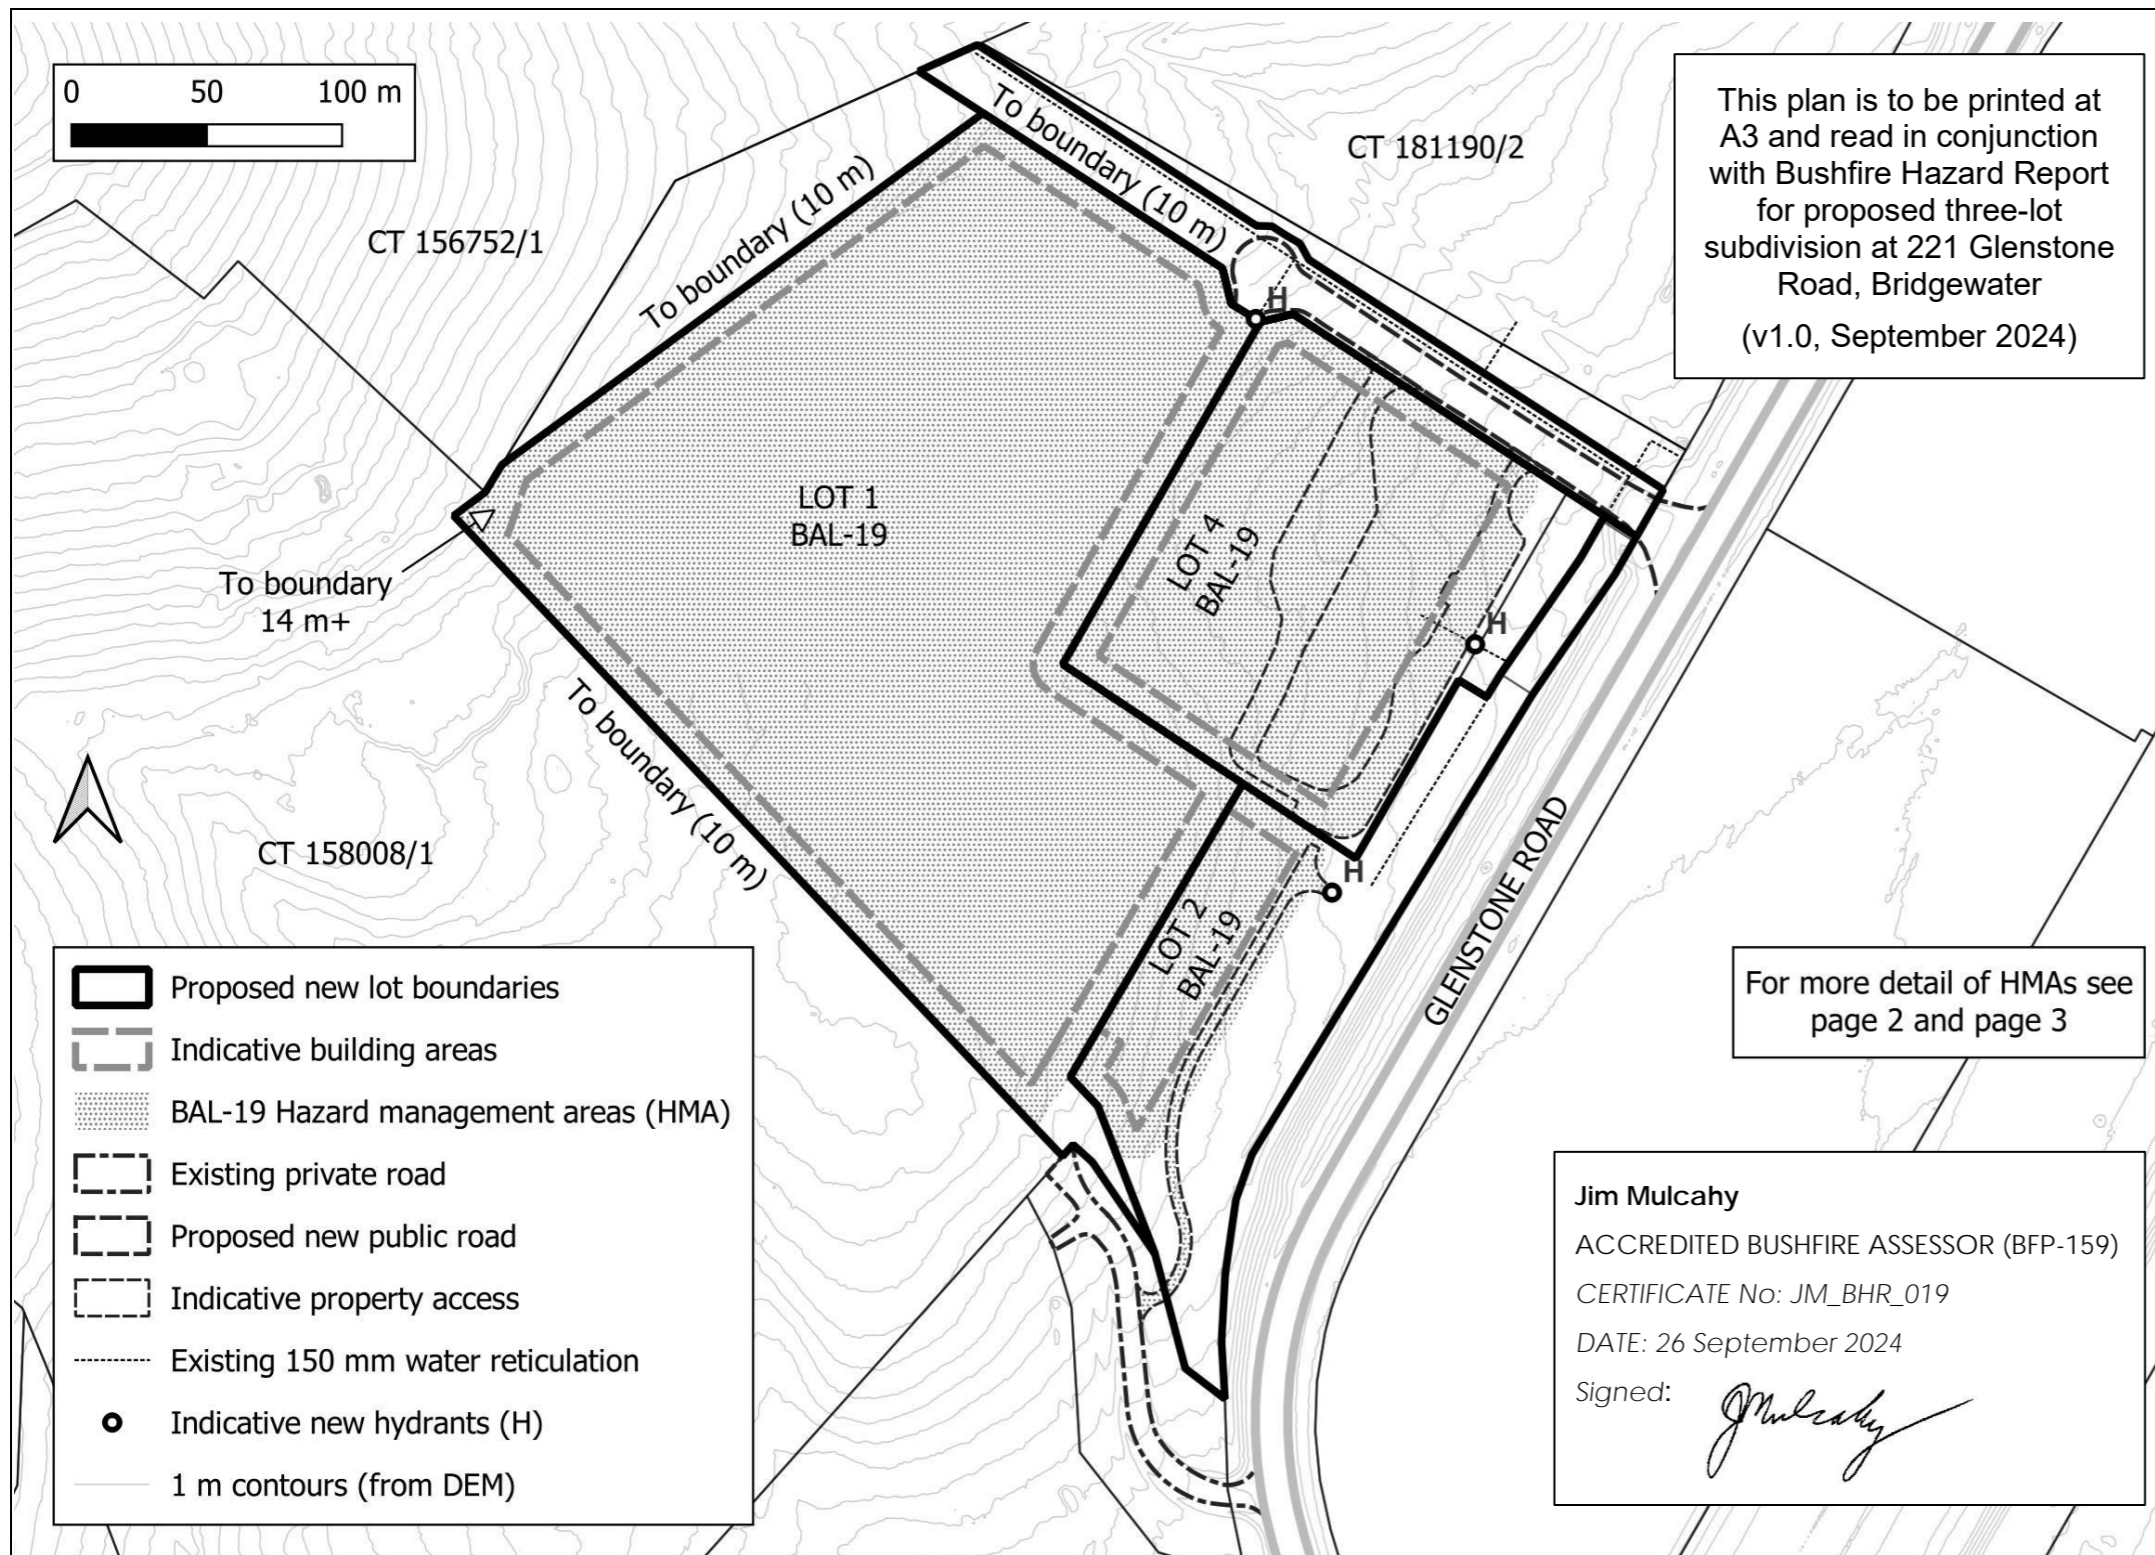 0 50 100 m
This plan is to be printed at
A3 and read in conjunction
with Bushfire Hazard Report
for proposed three-lot
subdivision at 221 Glenstone
Road, Bridgewater
(v1.0, September 2024)
CT 181190/2
To boundary (10 m)
CT 156752/1
To boundary (10 m)
H
LOT 1
BAL-19
LOT 4
BAL-19
To boundary
14 m+
H
To boundary (10 m)
CT 158008/1
H
LOT 2
BAL-19
GLENSTONE ROAD
For more detail of HMAs see
page 2 and page 3
Proposed new lot boundaries
Indicative building areas
BAL-19 Hazard management areas (HMA)
Existing private road
Proposed new public road
Indicative property access
Existing 150 mm water reticulation
Indicative new hydrants (H)
1 m contours (from DEM)
Jim Mulcahy
ACCREDITED BUSHFIRE ASSESSOR (BFP-159)
CERTIFICATE No: JM_BHR_019
DATE: 26 September 2024
Signed:
JMulcahy